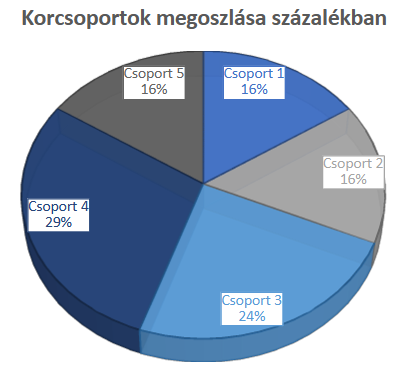 Korcsoportok megoszlása százalékban
Csoport 5
16%
Csoport 1
16%
Csoport 2
16%
Csoport 4
29%
Csoport 3
24%